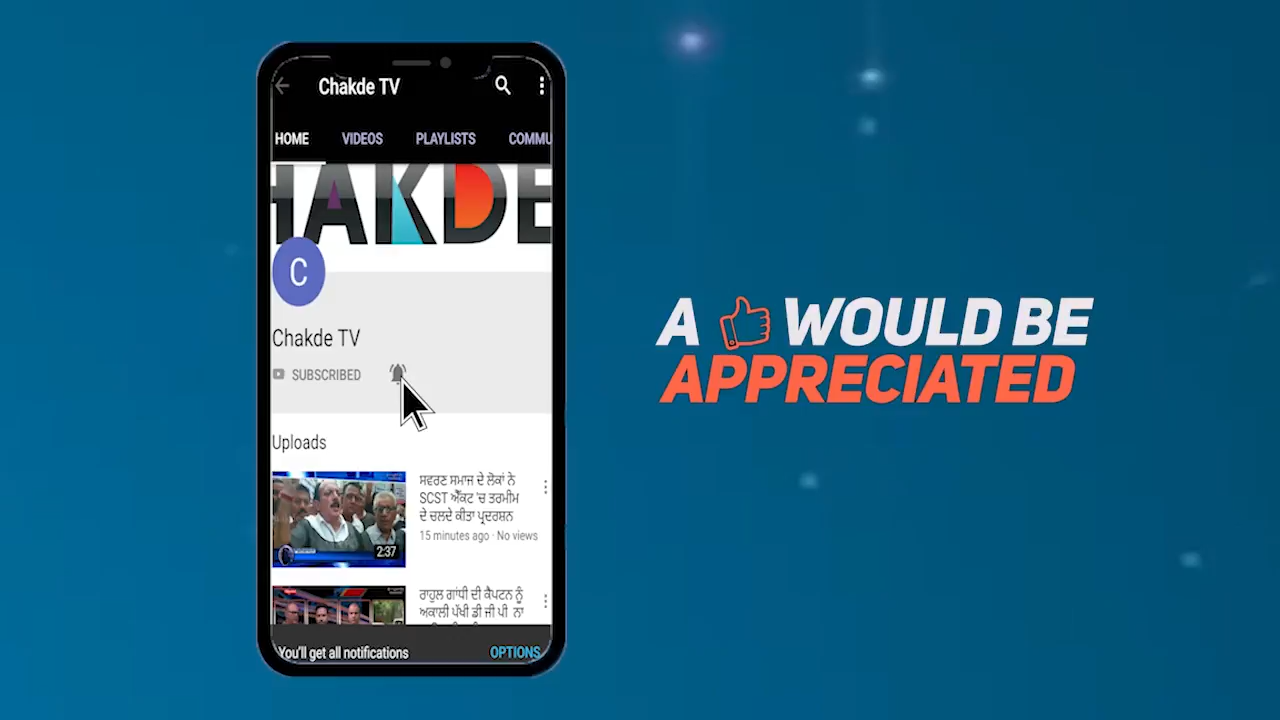 Chakde TV
HOME VIDEOS PLAYLISTS COMMU
HAKDE
C
Chakde TV
SUBSCRIBED
Uploads
ਸਵਰਣ ਸਮਾਜ ਦੇ ਲੋਕਾਂ ਨੇ
SCST ਐੱਕਟ 'ਚ ਤਰਮੀਮ
ਦੇ ਚਲਦੇ ਕੀਤਾ ਪ੍ਰਦਰਸ਼ਨ
15 minutes ago · No views
2:37
ਰਾਹੁਲ ਗਾਂਧੀ ਦੀ ਕੈਪਟਨ ਨੂੰ
ਅਕਾਲੀ ਪੱਖੀ ਡੀ ਜੀ ਪੀ ਨਾ
You'll get all notifications OPTIONS
A WOULD BE
APPRECIATED